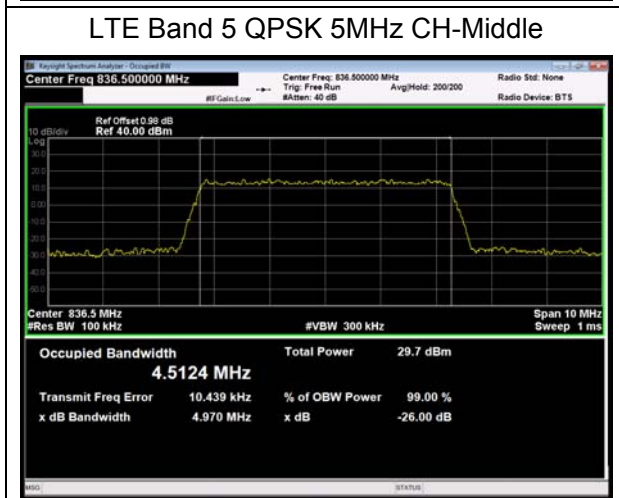 LTE Band 5 QPSK 5MHz CH-Middle
Keysight Spectrum Analyzer - Occupied BW
Center Freq 836.500000 MHz
Center Freq: 836.500000 MHz
Radio Std: None
Trig: Free Run
Avg|Hold: 200/200
#IFGain:Low
#Atten: 40 dB
Radio Device: BTS
Ref Offset 0.98 dB
10 dB/div
Ref 40.00 dBm
Log
30.0
20.0
10.0
0.00
-10.0
-20.0
-30.0
-40.0
-50.0
Center 836.5 MHz
Span 10 MHz
#Res BW 100 kHz
#VBW 300 kHz
Sweep 1 ms
Occupied Bandwidth
Total Power 29.7 dBm
4.5124 MHz
Transmit Freq Error 10.439 kHz
% of OBW Power 99.00 %
x dB Bandwidth 4.970 MHz
x dB -26.00 dB
MSG
STATUS